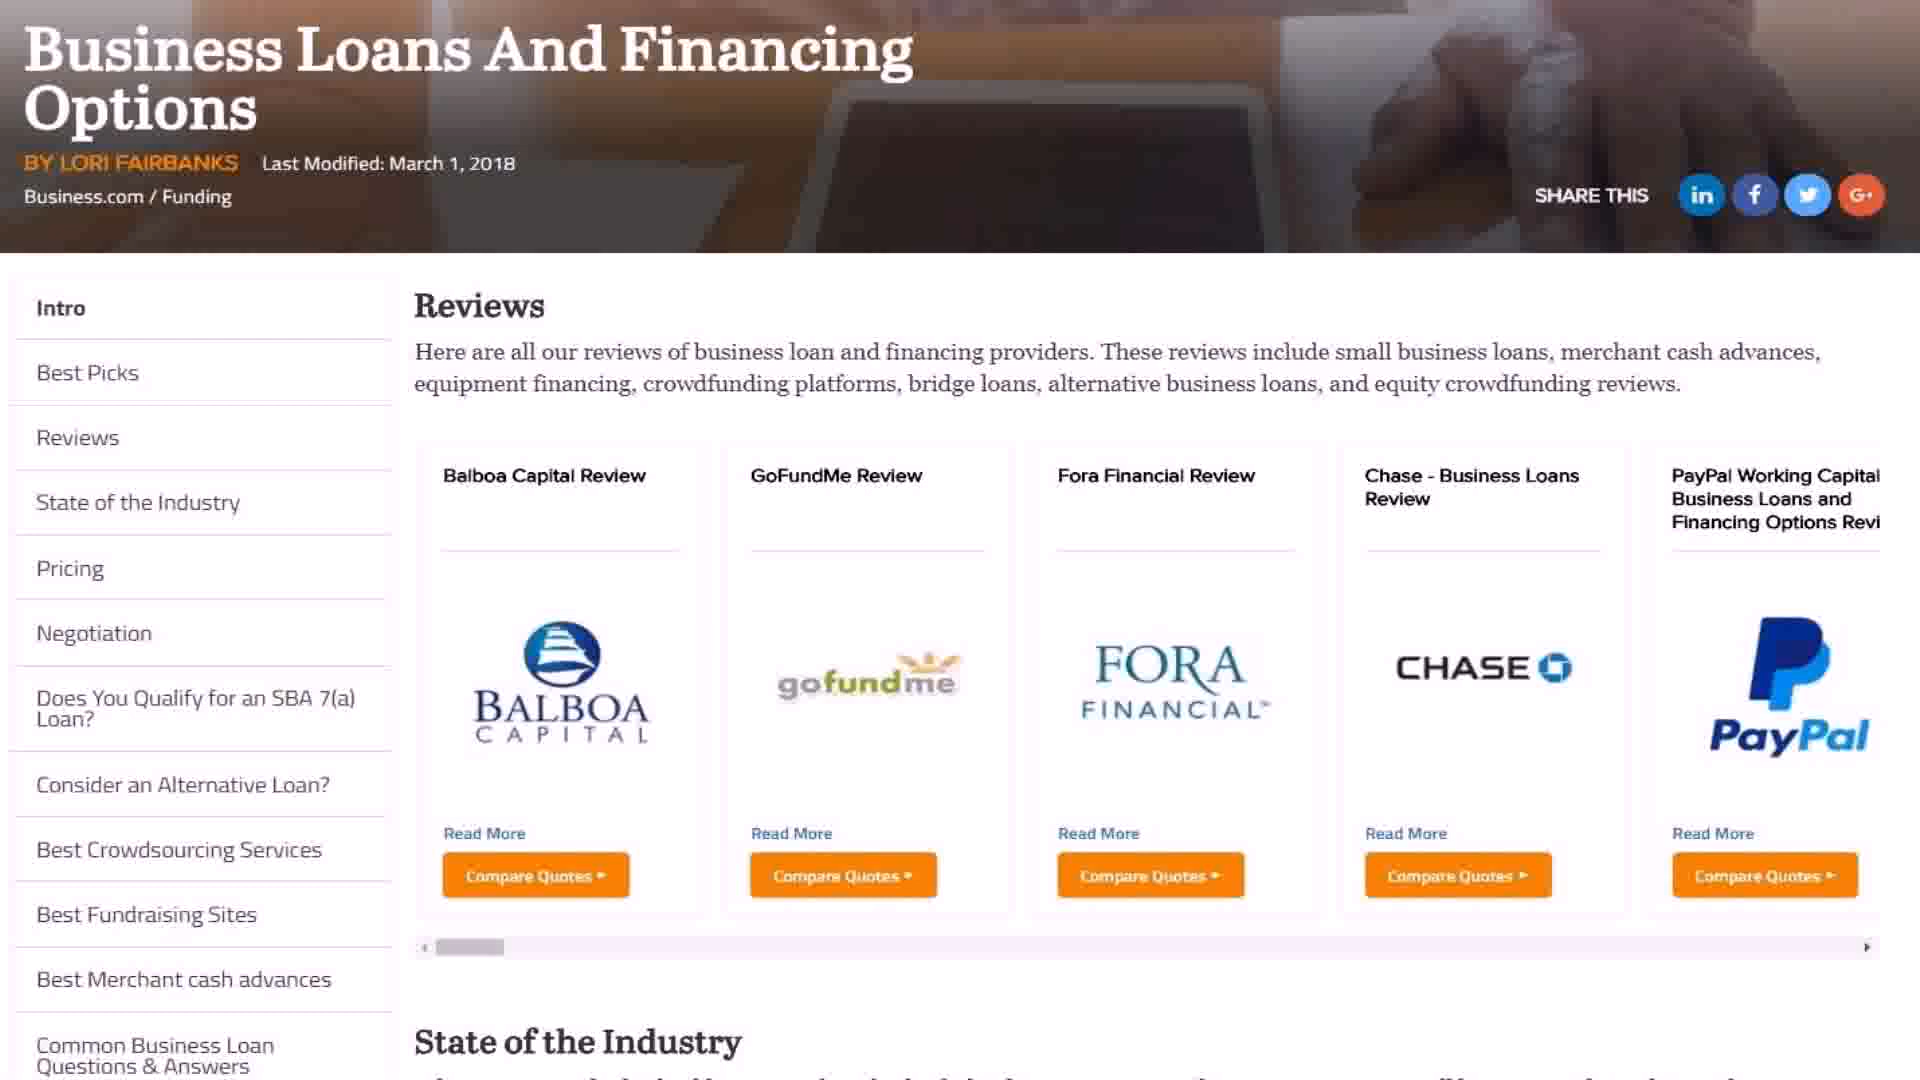 Business Loans And Financing
Options
BY LORI FAIRBANKS Last Modified: March 1, 2018
Business.com / Funding
SHARE THIS
in f G+
Intro
Best Picks
Reviews
State of the Industry
Pricing
Negotiation
Does You Qualify for an SBA 7(a)
Loan?
Consider an Alternative Loan?
Best Crowdsourcing Services
Best Fundraising Sites
Best Merchant cash advances
Common Business Loan
Questions & Answers
Reviews
Here are all our reviews of business loan and financing providers. These reviews include small business loans, merchant cash advances,
equipment financing, crowdfunding platforms, bridge loans, alternative business loans, and equity crowdfunding reviews.
Balboa Capital Review
BALBOA
CAPITAL
Read More
Compare Quotes
GoFundMe Review
gofundme
Read More
Compare Quotes
Fora Financial Review
FORA
FINANCIAL™
Read More
Compare Quotes
Chase - Business Loans
Review
CHASE
Read More
Compare Quotes
PayPal Working Capital
Business Loans and
Financing Options Revi
PayPal
Read More
Compare Quotes
State of the Industry